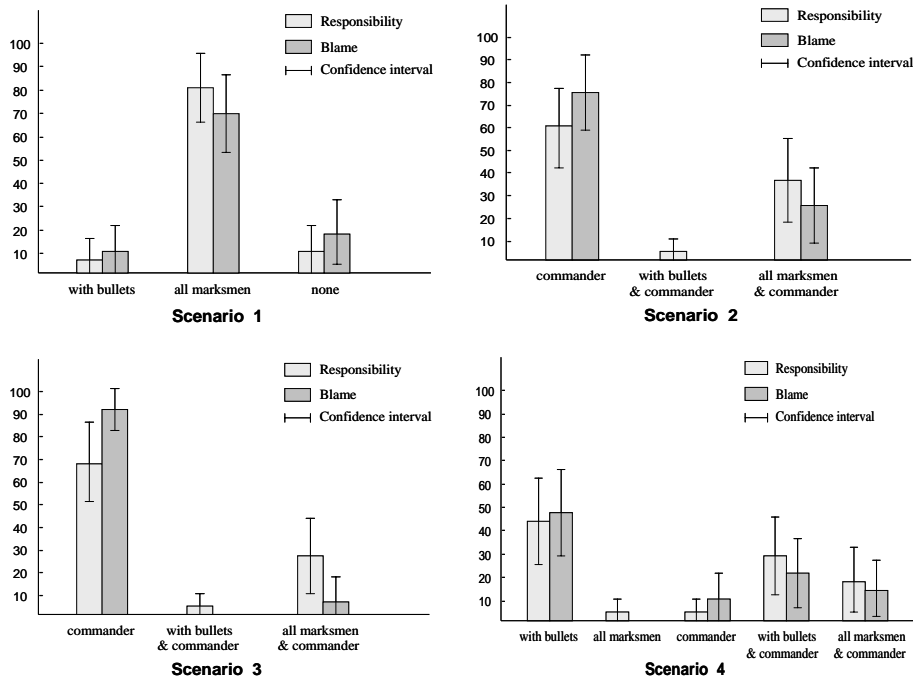 Responsibility
Blame
Confidence interval
100
90
80
70
60
50
40
30
20
10
with bullets all marksmen none
Scenario 1
Responsibility
Blame
Confidence interval
100
90
80
70
60
50
40
30
20
10
commander with bullets all marksmen
& commander & commander
Scenario 2
Responsibility
Blame
Confidence interval
100
90
80
70
60
50
40
30
20
10
commander with bullets all marksmen
& commander & commander
Scenario 3
Responsibility
Blame
Confidence interval
100
90
80
70
60
50
40
30
20
10
with bullets all marksmen commander with bullets all marksmen
& commander & commander
Scenario 4